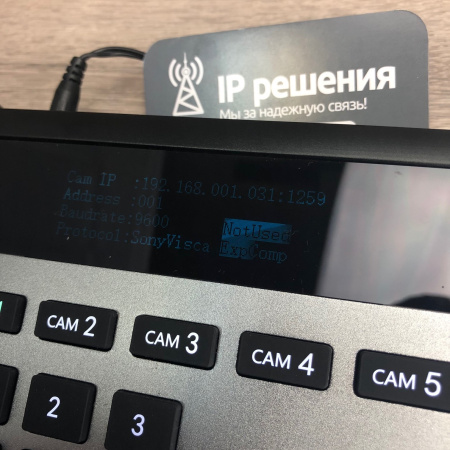 IP решения
Мы за надежную связь!
Cam IP :192.168.001.031:1259
Address :001
Baudrate:9600 NotUsed
Protocol:SonyVisca ExpComp
CAM 2
CAM 3
CAM 4
CAM 5
2
3